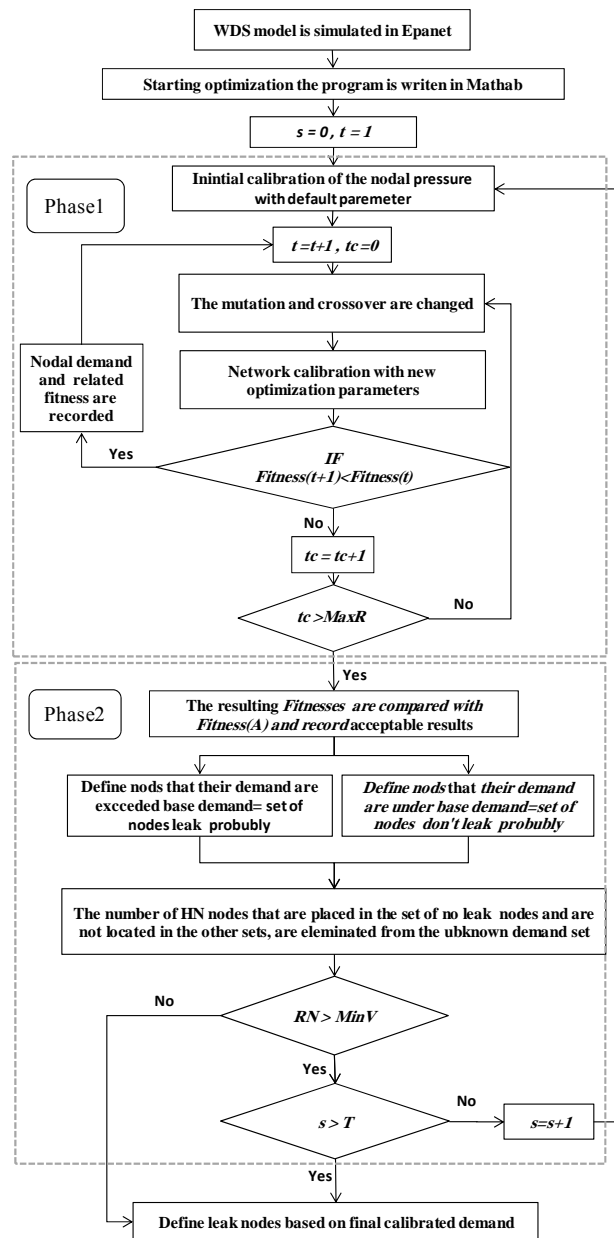 WDS model is simulated in Epanet
Starting optimization the program is writen in Mathab
s = 0 , t = 1
Phase1
Inintial calibration of the nodal pressure
with default paremeter
t =t+1 , tc=0
The mutation and crossover are changed
Nodal demand
and related
fitness are
recorded
Network calibration with new
optimization parameters
Yes
IF
Fitness(t+1)<Fitness(t)
No
tc = tc+1
tc >MaxR
No
Yes
Phase2
The resulting Fitnesses are compared with
Fitness(A) and record acceptable results
Define nods that their demand are
excceded base demand= set of
nodes leak probubly
Define nods that their demand
are under base demand=set of
nodes don't leak probubly
The number of HN nodes that are placed in the set of no leak nodes and are
not located in the other sets, are eleminated from the ubknown demand set
No
RN > MinV
Yes
s > T
No
s=s+1
Yes
Define leak nodes based on final calibrated demand